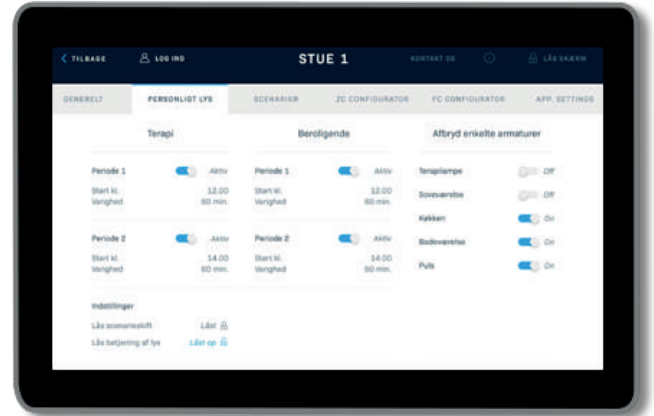 TILBAGE LOG IND STUE 1 KONTAKT OS LÅS SKÆRM
GENERELT PERSONLIGT LYS SCENARIER ZC CONFIGURATOR FC CONFIGURATOR APP. SETTINGS
Terapi Beroligende Afbryd enkelte armaturer
Periode 1 Aktiv Periode 1 Aktiv Terapilampe Off
Start kl. 12.00 Start kl. 12.00 Soveværelse Off
Varighed 60 min. Varighed 60 min.
Køkken On
Periode 2 Aktiv Periode 2 Aktiv Badeværelse On
Start kl. 14.00 Start kl. 14.00 Puls On
Varighed 60 min. Varighed 60 min.
Indstillinger
Lås scenarieskift Låst
Lås betjening af lys Låst op